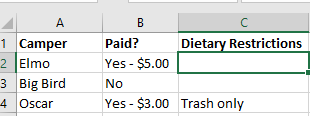 A B C
1 Camper Paid? Dietary Restrictions
2 Elmo Yes - $5.00
3 Big Bird No
4 Oscar Yes - $3.00 Trash only